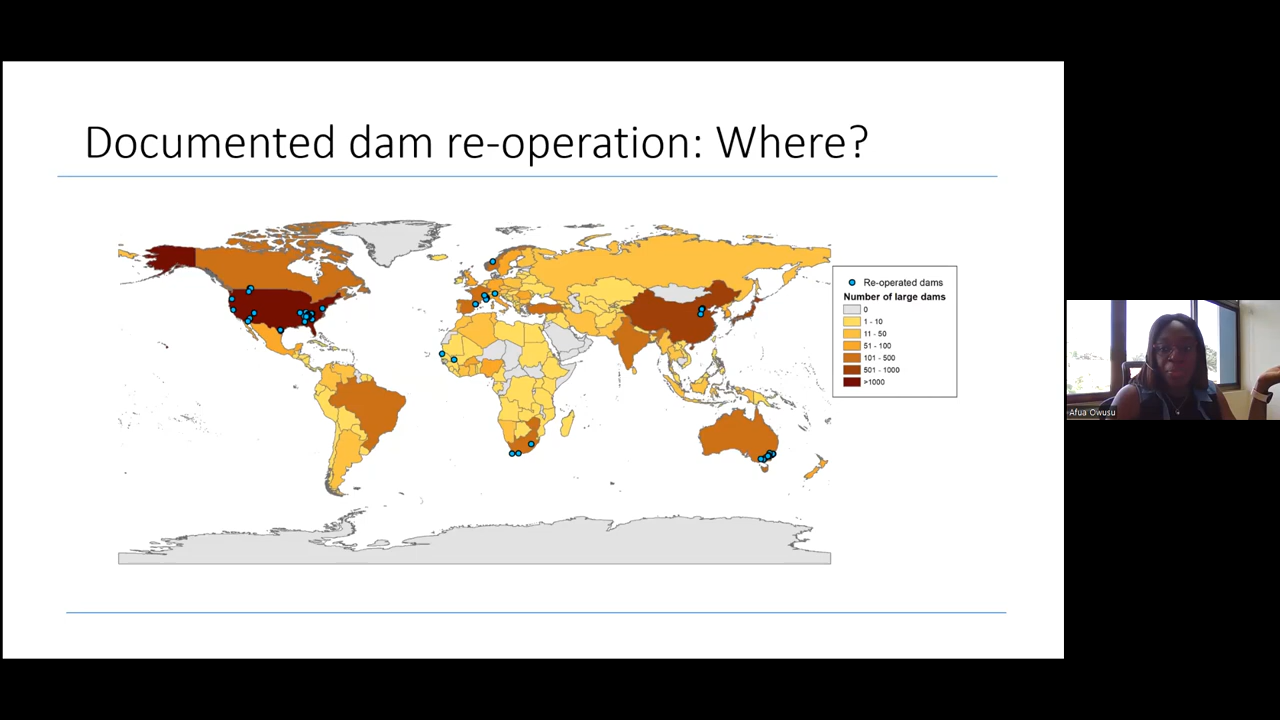 Documented dam re-operation: Where?
Re-operated dams
Number of large dams
0
1 - 10
11 - 50
51 - 100
101 - 500
501 - 1000
>1000
Afua Owusu